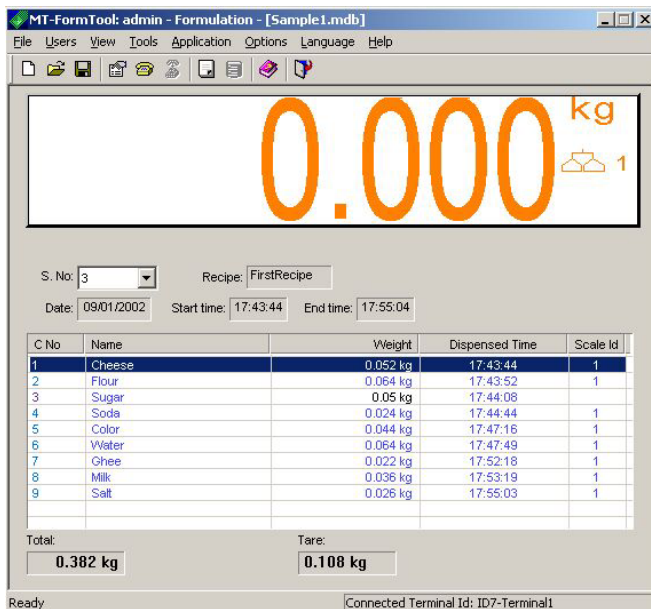 MT-FormTool: admin - Formulation - [Sample1.mdb]
File Users View Tools Application Options Language Help
0.000 kg
1
S. No: 3 Recipe: FirstRecipe
Date: 09/01/2002 Start time: 17:43:44 End time: 17:55:04
C No Name Weight Dispensed Time Scale Id
1 Cheese 0.052 kg 17:43:44 1
2 Flour 0.064 kg 17:43:52 1
3 Sugar 0.05 kg 17:44:08
4 Soda 0.024 kg 17:44:44 1
5 Color 0.044 kg 17:47:16 1
6 Water 0.064 kg 17:47:49 1
7 Ghee 0.022 kg 17:52:18 1
8 Milk 0.036 kg 17:53:19 1
9 Salt 0.026 kg 17:55:03 1
Total: Tare:
0.382 kg 0.108 kg
Ready Connected Terminal Id: ID7-Terminal1